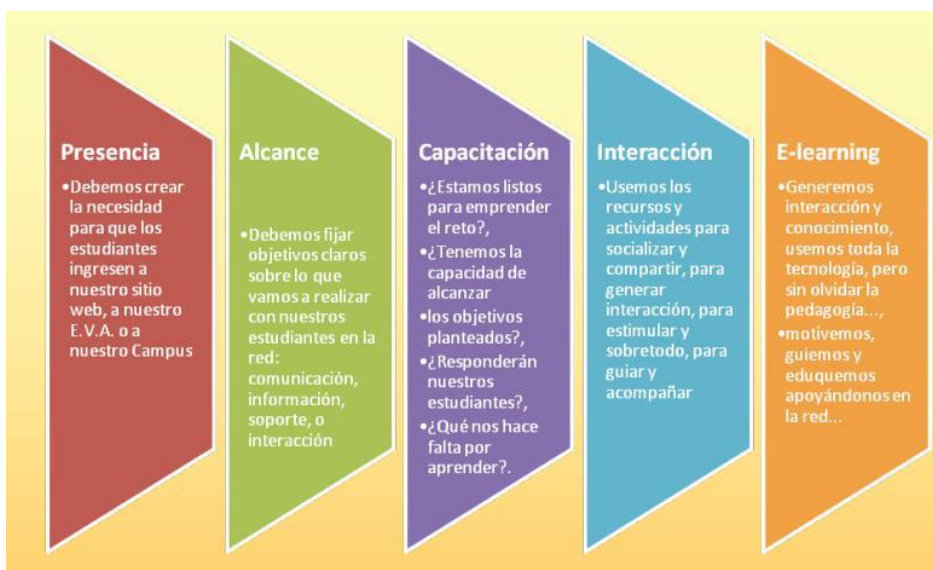 Presencia
•Debemos crear
la necesidad
para que los
estudiantes
ingresen a
nuestro sitio
web, a nuestro
E.V.A. o a
nuestro Campus
Alcance
•Debemos fijar
objetivos claros
sobre lo que
vamos a realizar
con nuestros
estudiantes en la
red:
comunicación,
información,
soporte, o
interacción
Capacitación
•¿Estamos listos
para emprender
el reto?,
•¿Tenemos la
capacidad de
alcanzar
•los objetivos
planteados?,
•¿Responderán
nuestros
estudiantes?,
•¿Qué nos hace
falta por
aprender?.
Interacción
•Usemos los
recursos y
actividades para
socializar y
compartir, para
generar
interacción, para
estimular y
sobretodo, para
guiar y
acompañar
E-learning
•Generemos
interacción y
conocimiento,
usemos toda la
tecnología, pero
sin olvidar la
pedagogía...,
•motivemos,
guiemos y
eduquemos
apoyándonos en
la red...